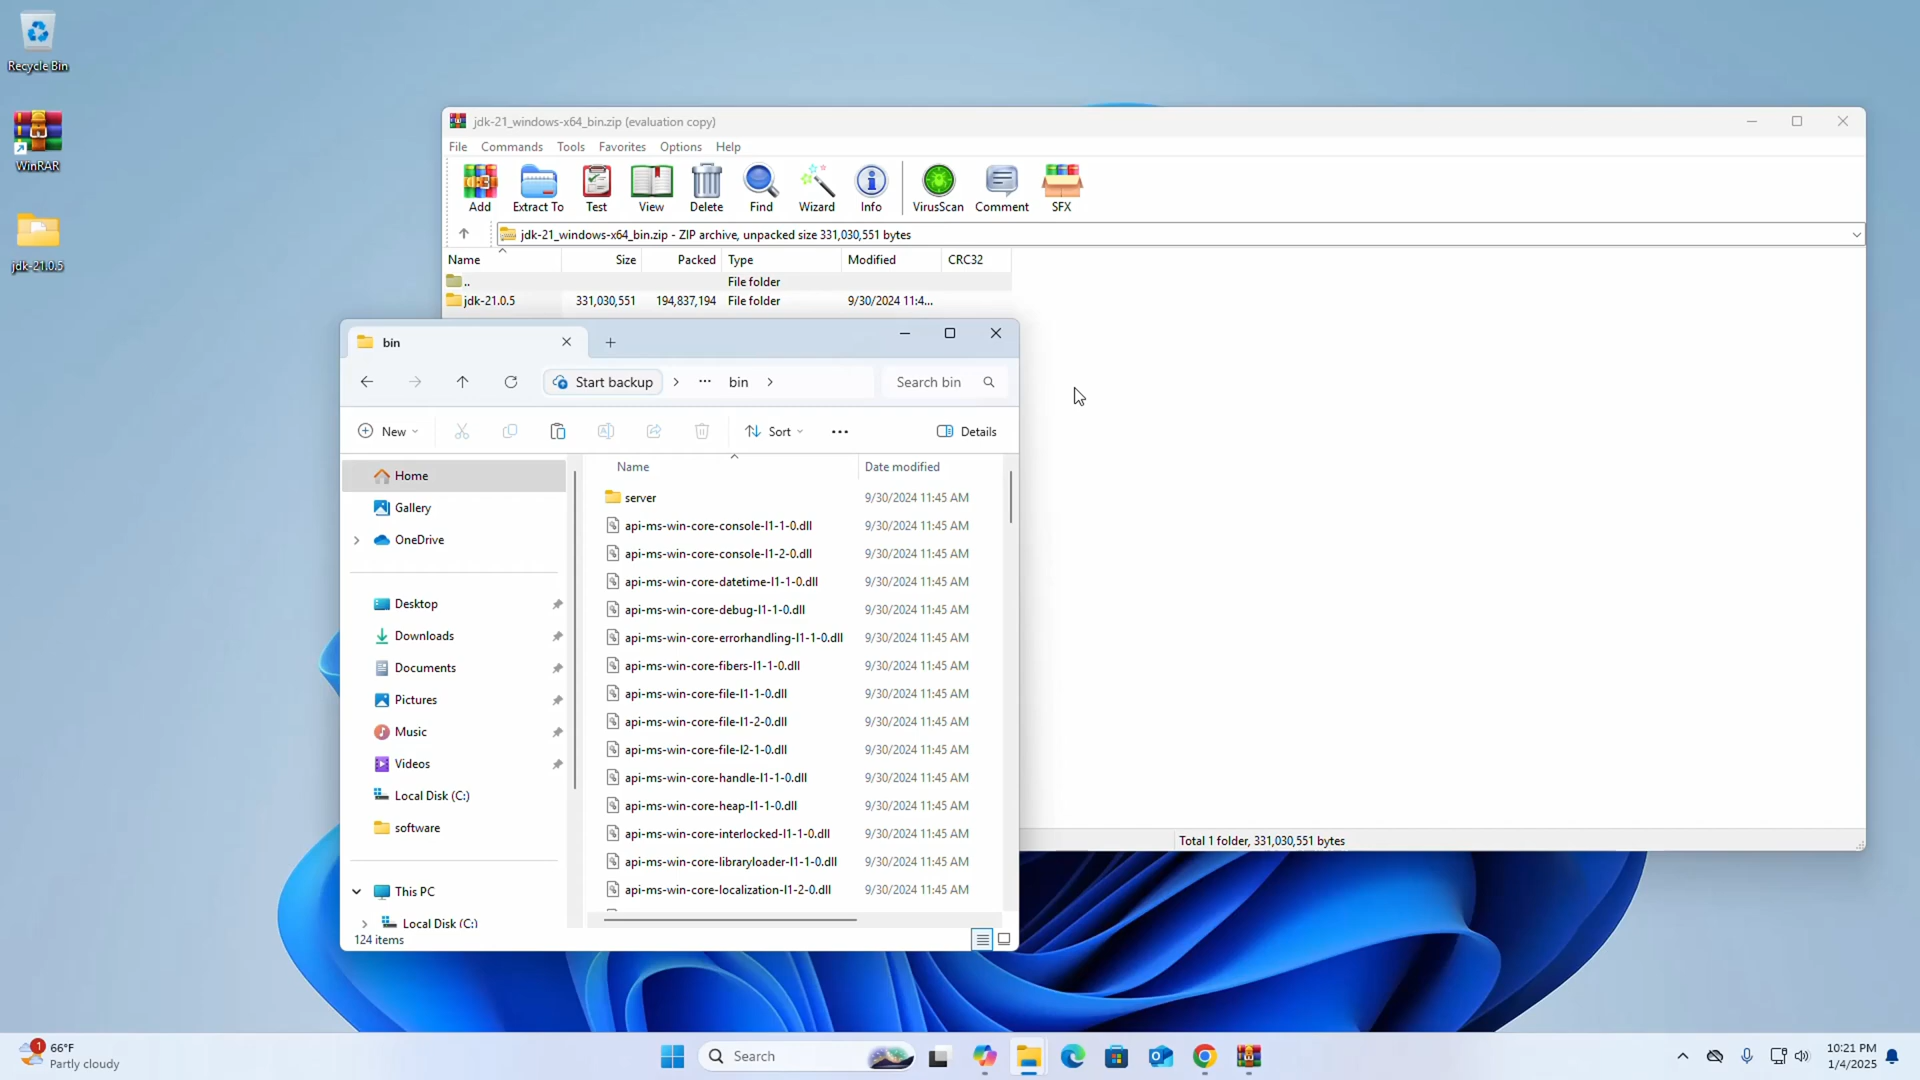 Recycle Bin
WinRAR
jdk-21.0.5
jdk-21_windows-x64_bin.zip (evaluation copy)
File Commands Tools Favorites Options Help
Add Extract To Test View Delete Find Wizard Info VirusScan Comment SFX
jdk-21_windows-x64_bin.zip - ZIP archive, unpacked size 331,030,551 bytes
Name Size Packed Type Modified CRC32
.. File folder
jdk-21.0.5 331,030,551 194,837,194 File folder 9/30/2024 11:4...
bin
Start backup > ... bin > Search bin
New Sort ... Details
Home
Gallery
OneDrive
Desktop
Downloads
Documents
Pictures
Music
Videos
Local Disk (C:)
software
This PC
Local Disk (C:)
Name Date modified
server 9/30/2024 11:45 AM
api-ms-win-core-console-l1-1-0.dll 9/30/2024 11:45 AM
api-ms-win-core-console-l1-2-0.dll 9/30/2024 11:45 AM
api-ms-win-core-datetime-l1-1-0.dll 9/30/2024 11:45 AM
api-ms-win-core-debug-l1-1-0.dll 9/30/2024 11:45 AM
api-ms-win-core-errorhandling-l1-1-0.dll 9/30/2024 11:45 AM
api-ms-win-core-fibers-l1-1-0.dll 9/30/2024 11:45 AM
api-ms-win-core-file-l1-1-0.dll 9/30/2024 11:45 AM
api-ms-win-core-file-l1-2-0.dll 9/30/2024 11:45 AM
api-ms-win-core-file-l2-1-0.dll 9/30/2024 11:45 AM
api-ms-win-core-handle-l1-1-0.dll 9/30/2024 11:45 AM
api-ms-win-core-heap-l1-1-0.dll 9/30/2024 11:45 AM
api-ms-win-core-interlocked-l1-1-0.dll 9/30/2024 11:45 AM
api-ms-win-core-libraryloader-l1-1-0.dll 9/30/2024 11:45 AM
api-ms-win-core-localization-l1-2-0.dll 9/30/2024 11:45 AM
124 items
Total 1 folder, 331,030,551 bytes
1
66°F
Partly cloudy
Search
10:21 PM
1/4/2025